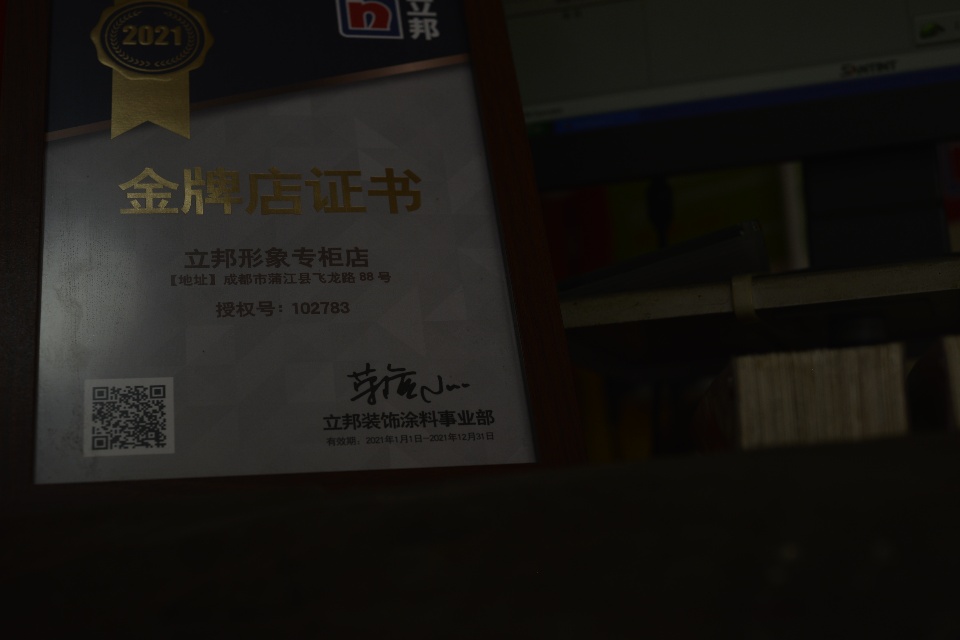 2021
立邦
金牌店证书
立邦形象专柜店
【地址】成都市蒲江县飞龙路 88 号
授权号：102783
立邦装饰涂料事业部
有效期：2021年1月1日-2021年12月31日